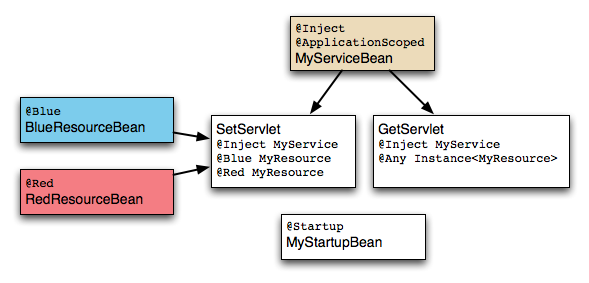 @Inject
@ApplicationScoped
MyServiceBean
@Blue
BlueResourceBean
@Red
RedResourceBean
SetServlet
@Inject MyService
@Blue MyResource
@Red MyResource
GetServlet
@Inject MyService
@Any Instance<MyResource>
@Startup
MyStartupBean